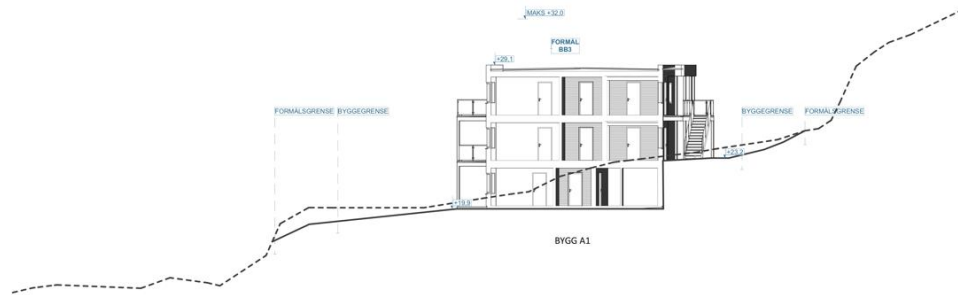 MAKS +32,0
FORMÅL
BB3
+29,1
FORMÅLSGRENSE BYGGEGRENSE
BYGGEGRENSE FORMÅLSGRENSE
+23,2
+19,9
BYGG A1